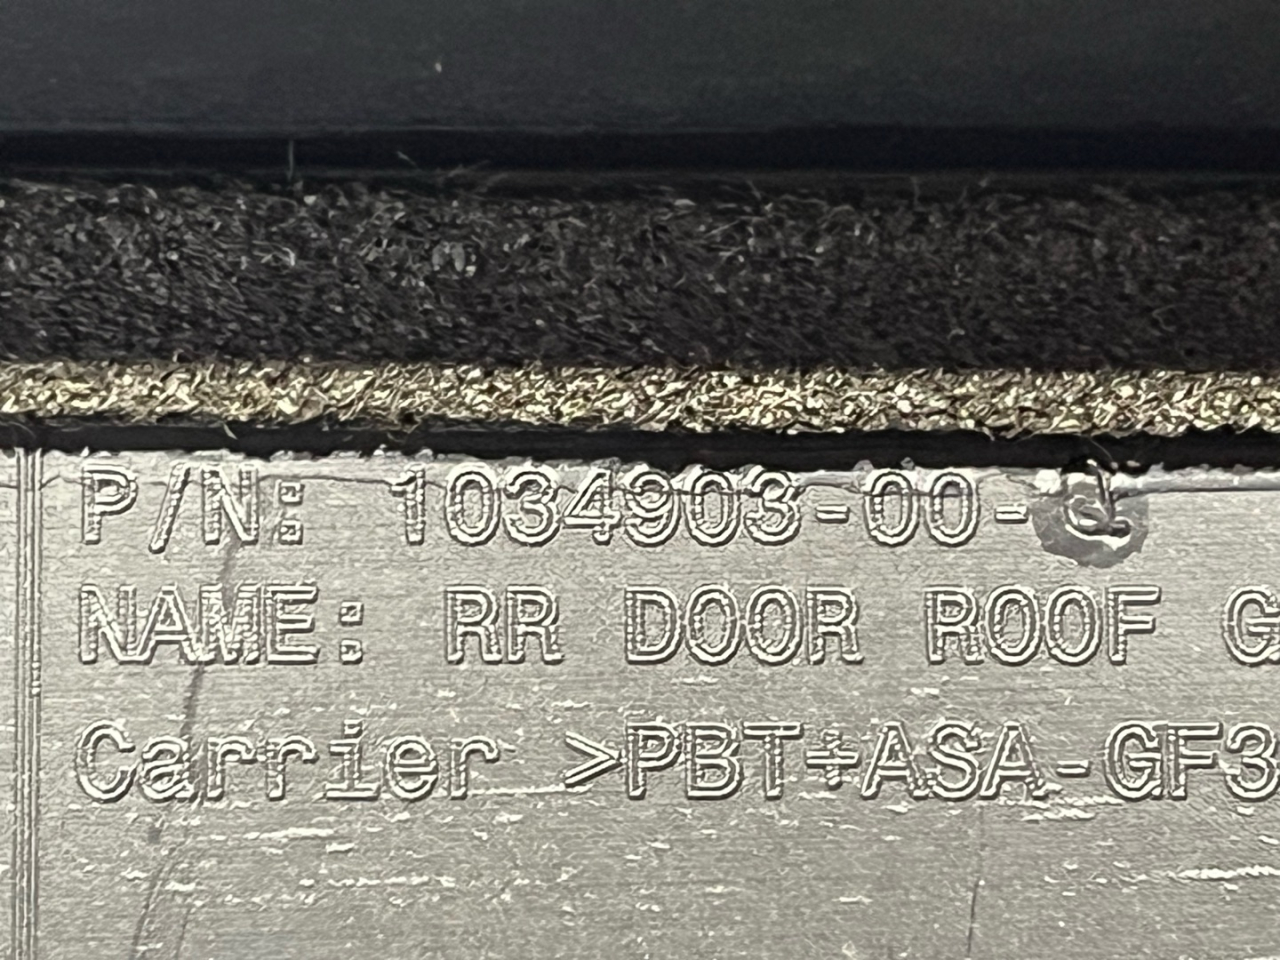 P/N: 1034903-00-
NAME: RR DOOR ROOF G
Carrier >PBT+ASA-GF3